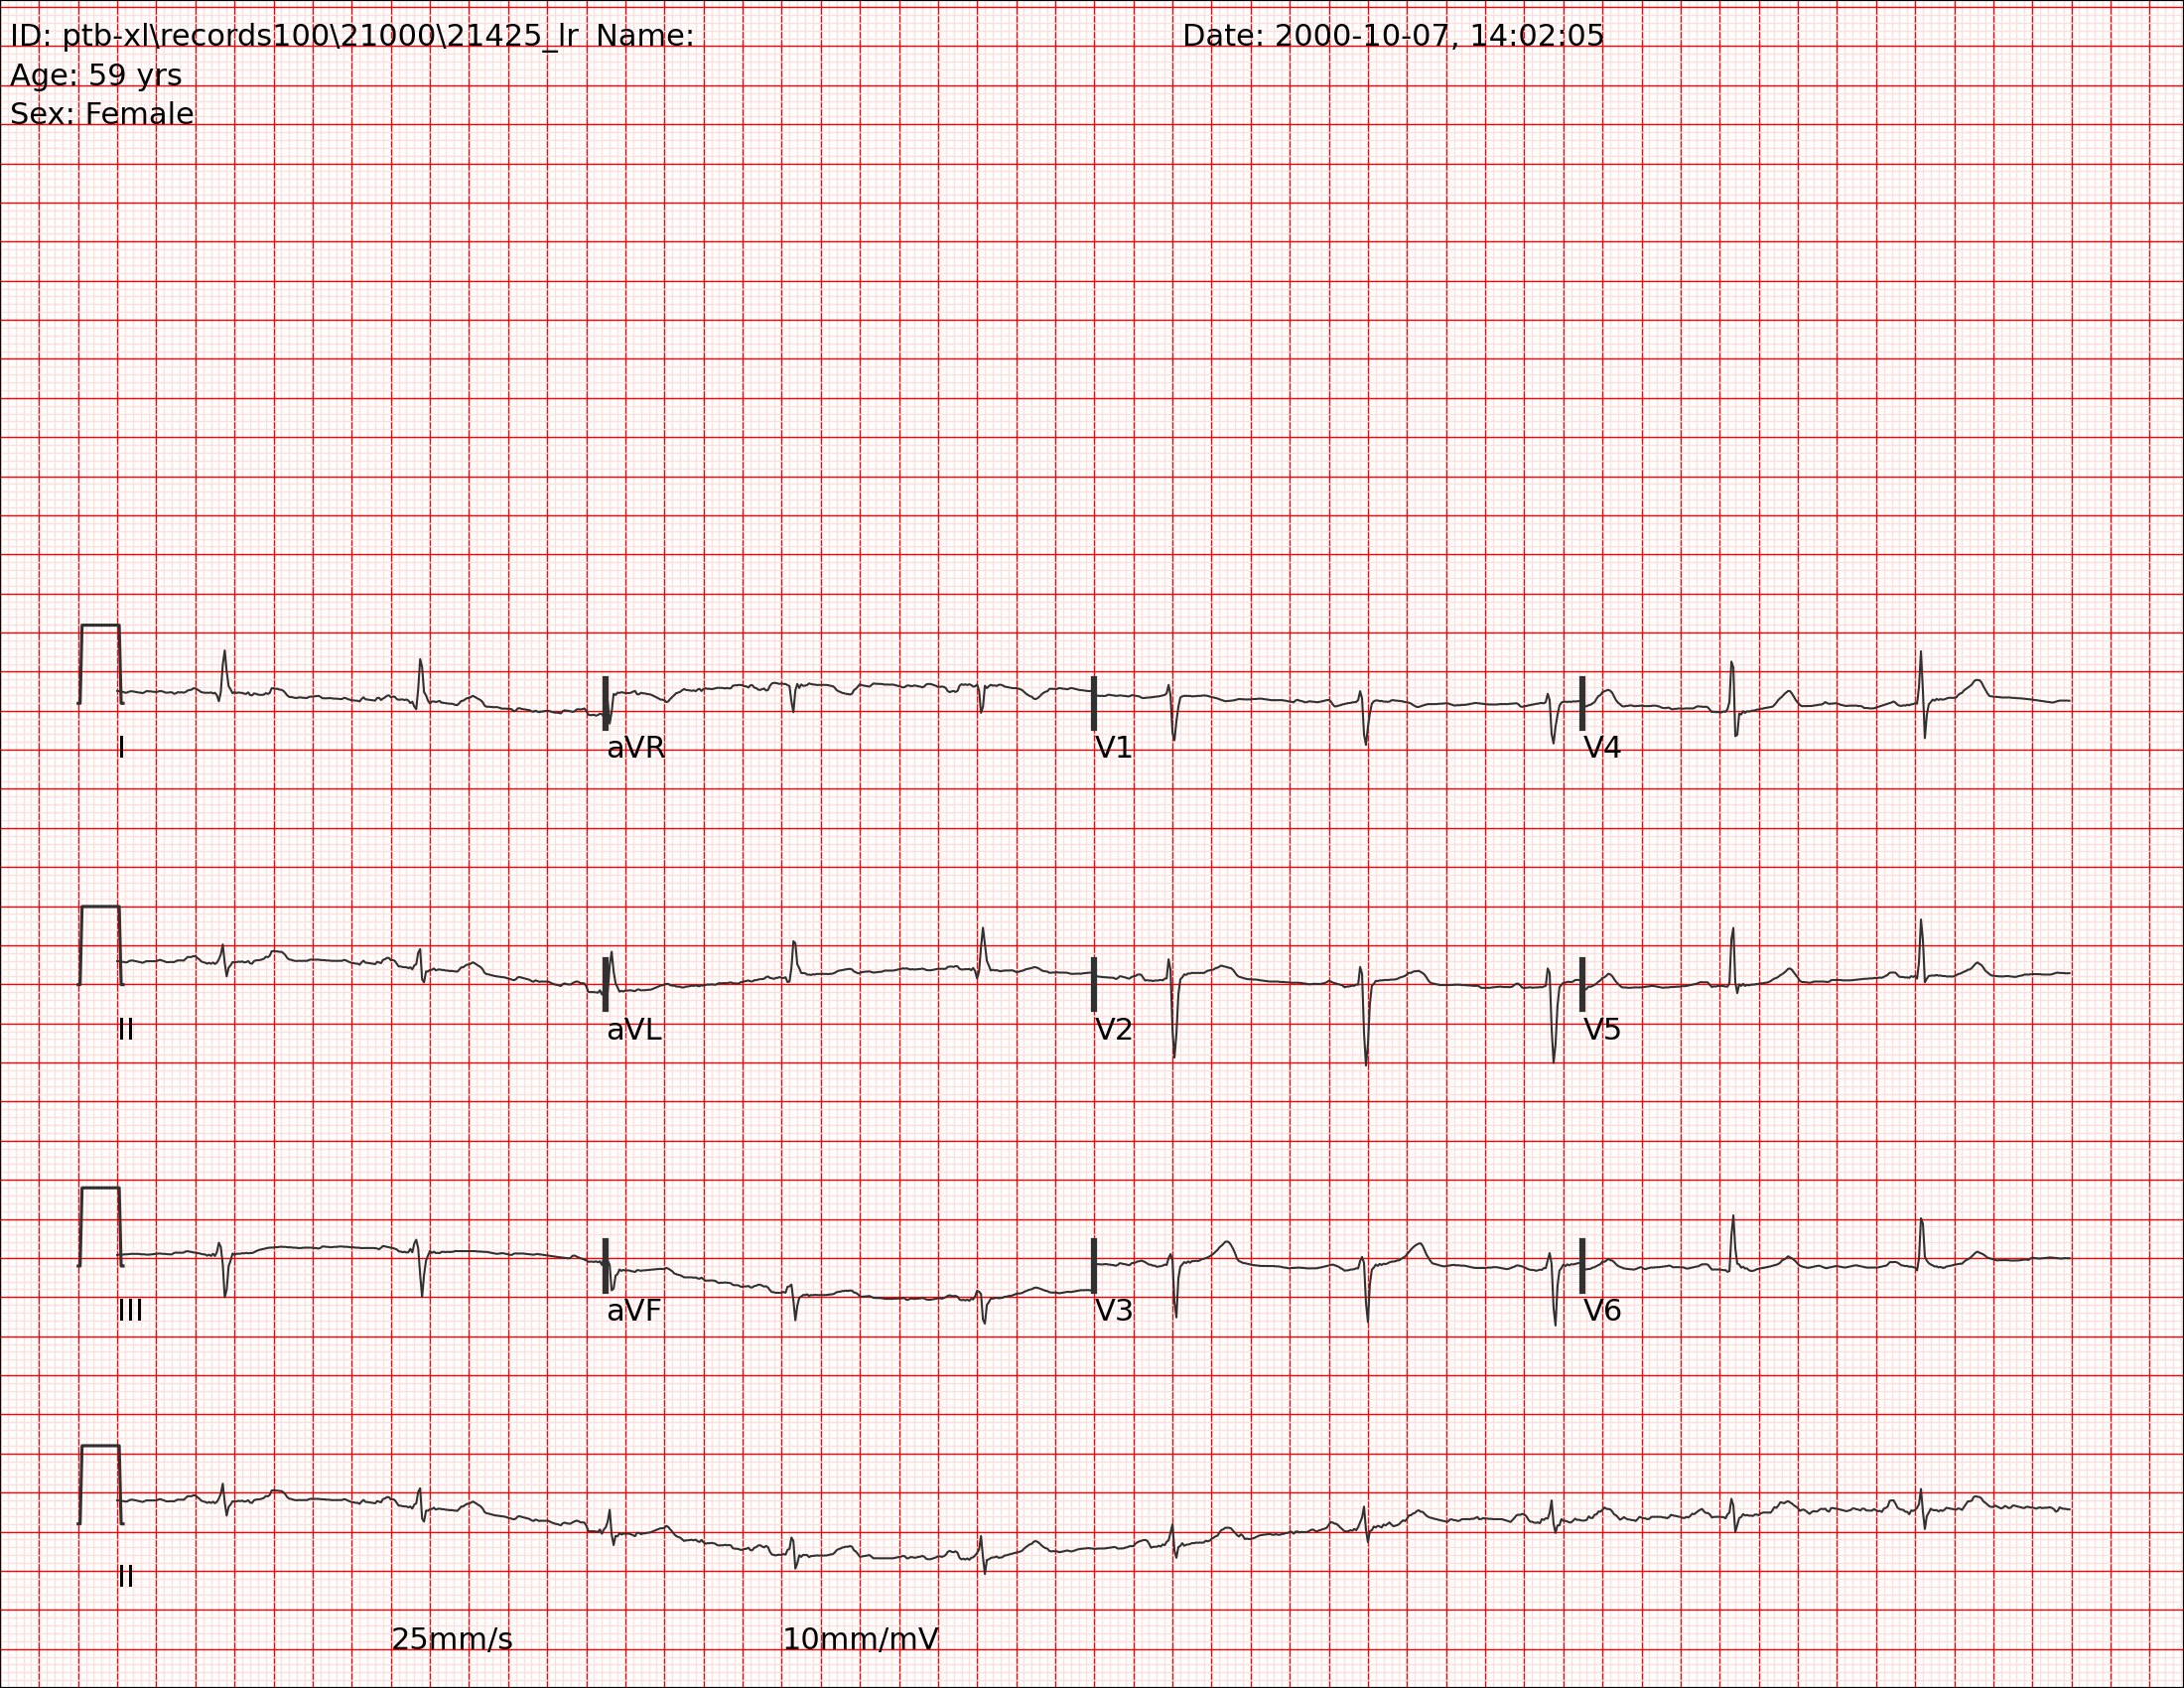 ID: ptb-xl\records100\21000\21425_lr  Name:
Date: 2000-10-07, 14:02:05
Age: 59 yrs
Sex: Female
I
aVR
V1
V4
II
aVL
V2
V5
III
aVF
V3
V6
II
25mm/s
10mm/mV